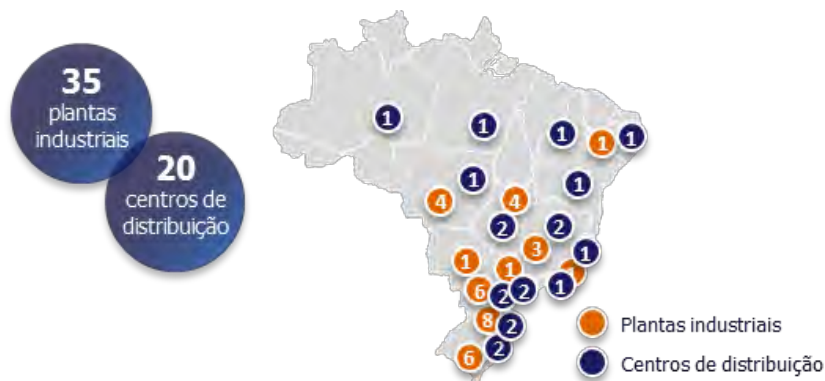 35
plantas
industriais
20
centros de
distribuição
1 1 1 1 1
1 1
4 4
2 2
3 1
1 1
6 2 2 1
8 2
6 2
Plantas industriais
Centros de distribuição